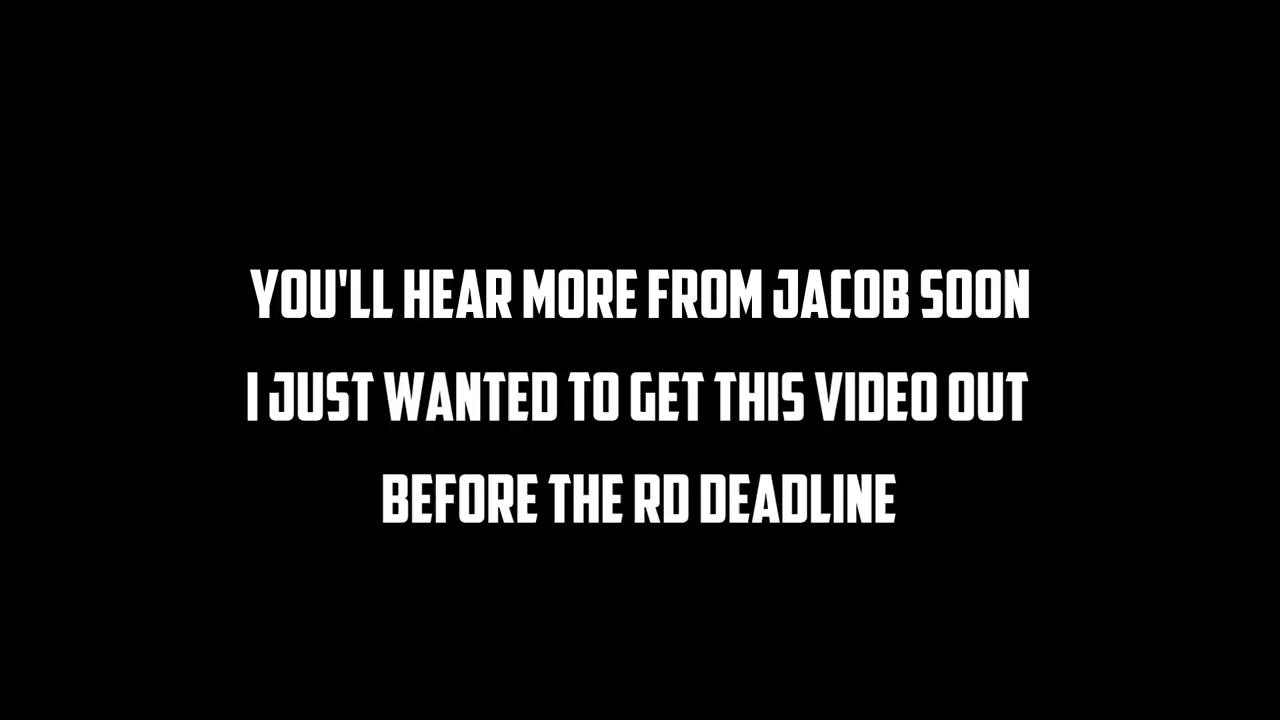 YOU'LL HEAR MORE FROM JACOB SOON
I JUST WANTED TO GET THIS VIDEO OUT
BEFORE THE RD DEADLINE